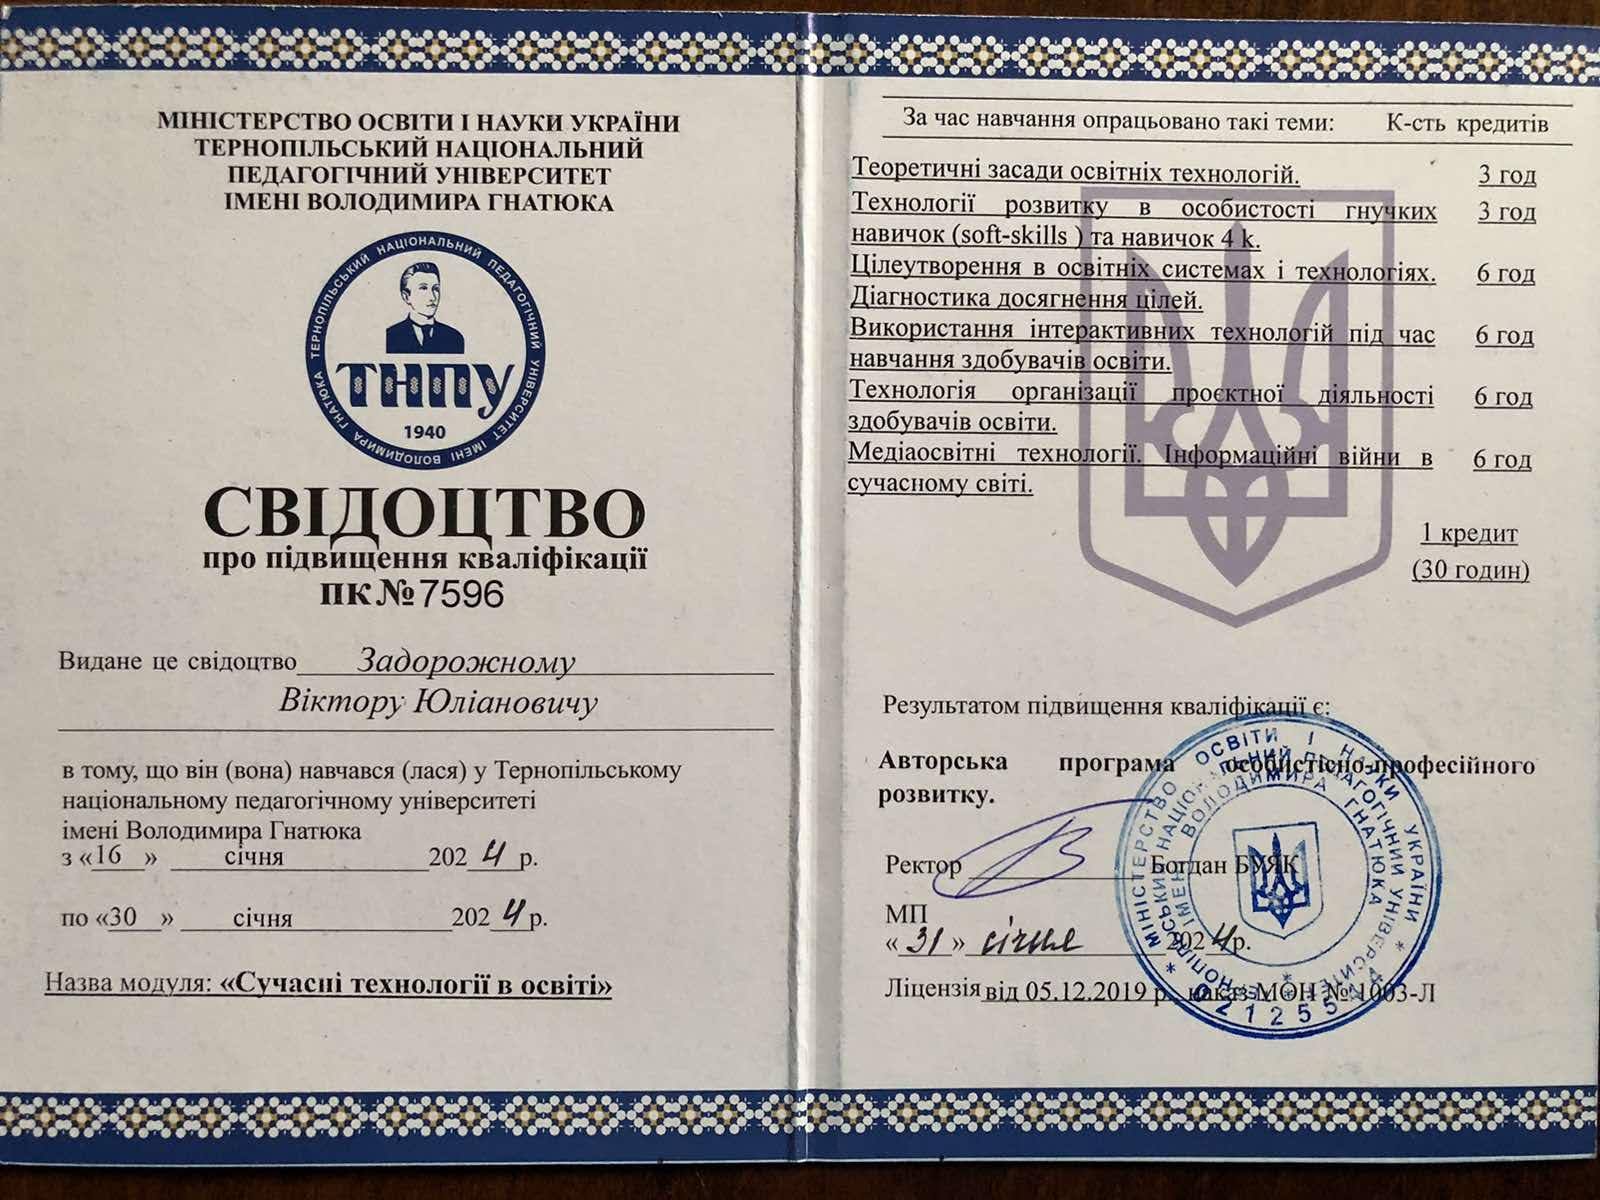 МІНІСТЕРСТВО ОСВІТИ І НАУКИ УКРАЇНИ
ТЕРНОПІЛЬСЬКИЙ НАЦІОНАЛЬНИЙ
ПЕДАГОГІЧНИЙ УНІВЕРСИТЕТ
ІМЕНІ ВОЛОДИМИРА ГНАТЮКА
ТЕРНОПІЛЬСЬКИЙ НАЦІОНАЛЬНИЙ ПЕДАГОГІЧНИЙ УНІВЕРСИТЕТ ІМЕНІ ВОЛОДИМИРА ГНАТЮКА
ТНПУ
1940
СВІДОЦТВО
про підвищення кваліфікації
ПК№7596
Видане це свідоцтво Задорожному
Віктору Юліановичу
в тому, що він (вона) навчався (лася) у Тернопільському
національному педагогічному університеті
імені Володимира Гнатюка
з «16» січня 2024 р.
по «30» січня 2024 р.
Назва модуля: «Сучасні технології в освіті»
За час навчання опрацьовано такі теми: К-сть кредитів
Теоретичні засади освітніх технологій. 3 год
Технології розвитку в особистості гнучких 3 год
навичок (soft-skills ) та навичок 4 k.
Цілеутворення в освітніх системах і технологіях. 6 год
Діагностика досягнення цілей.
Використання інтерактивних технологій під час 6 год
навчання здобувачів освіти.
Технологія організації проєктної діяльності 6 год
здобувачів освіти.
Медіаосвітні технології. Інформаційні війни в 6 год
сучасному світі.
1 кредит
(30 годин)
Результатом підвищення кваліфікації є:
Авторська програма особистісно-професійного
розвитку.
Ректор Богдан БУЯК
МП
«31» січня 2024р.
Ліцензія від 05.12.2019 р. наказ МОН № 1003-Л
МІНІСТЕРСТВО ОСВІТИ І НАУКИ УКРАЇНИ
ТЕРНОПІЛЬСЬКИЙ НАЦІОНАЛЬНИЙ ПЕДАГОГІЧНИЙ УНІВЕРСИТЕТ
ІМЕНІ ВОЛОДИМИРА ГНАТЮКА
02125544